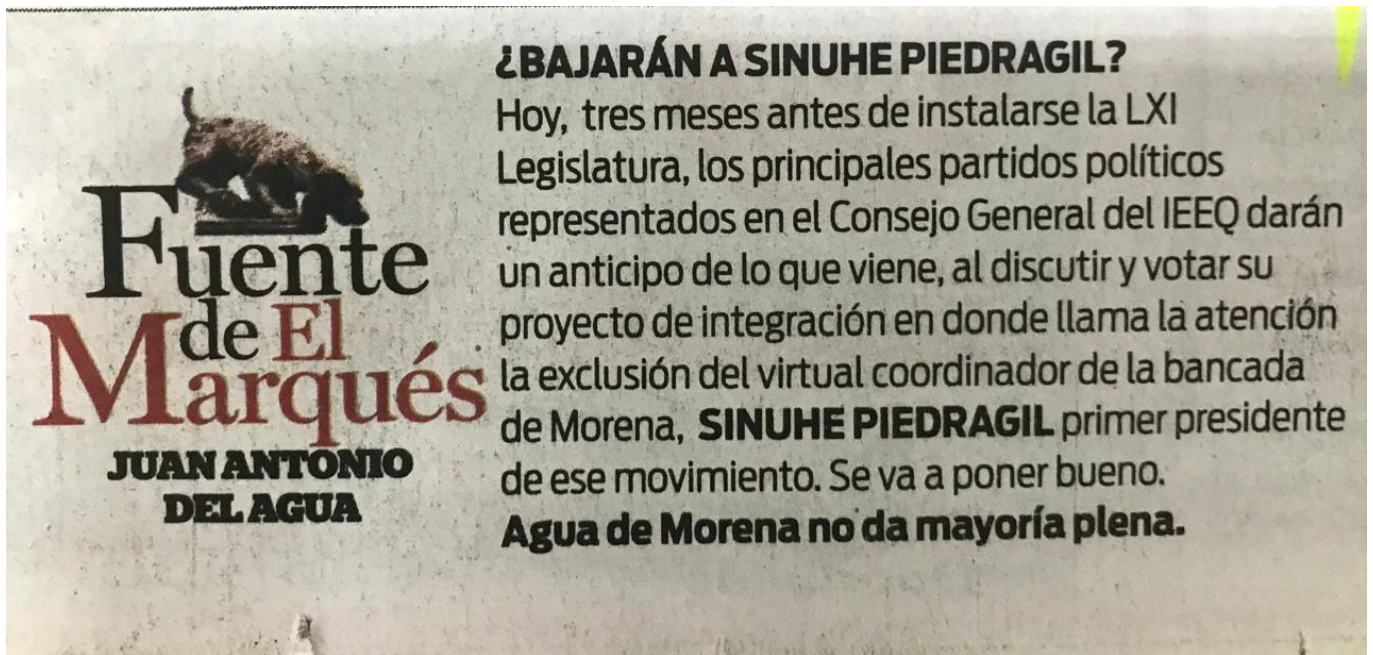 Fuente
de El
Marqués
JUAN ANTONIO
DEL AGUA
¿BAJARÁN A SINUHE PIEDRAGIL?
Hoy, tres meses antes de instalarse la LXI
Legislatura, los principales partidos políticos
representados en el Consejo General del IEEQ darán
un anticipo de lo que viene, al discutir y votar su
proyecto de integración en donde llama la atención
la exclusión del virtual coordinador de la bancada
de Morena, SINUHE PIEDRAGIL primer presidente
de ese movimiento. Se va a poner bueno.
Agua de Morena no da mayoría plena.